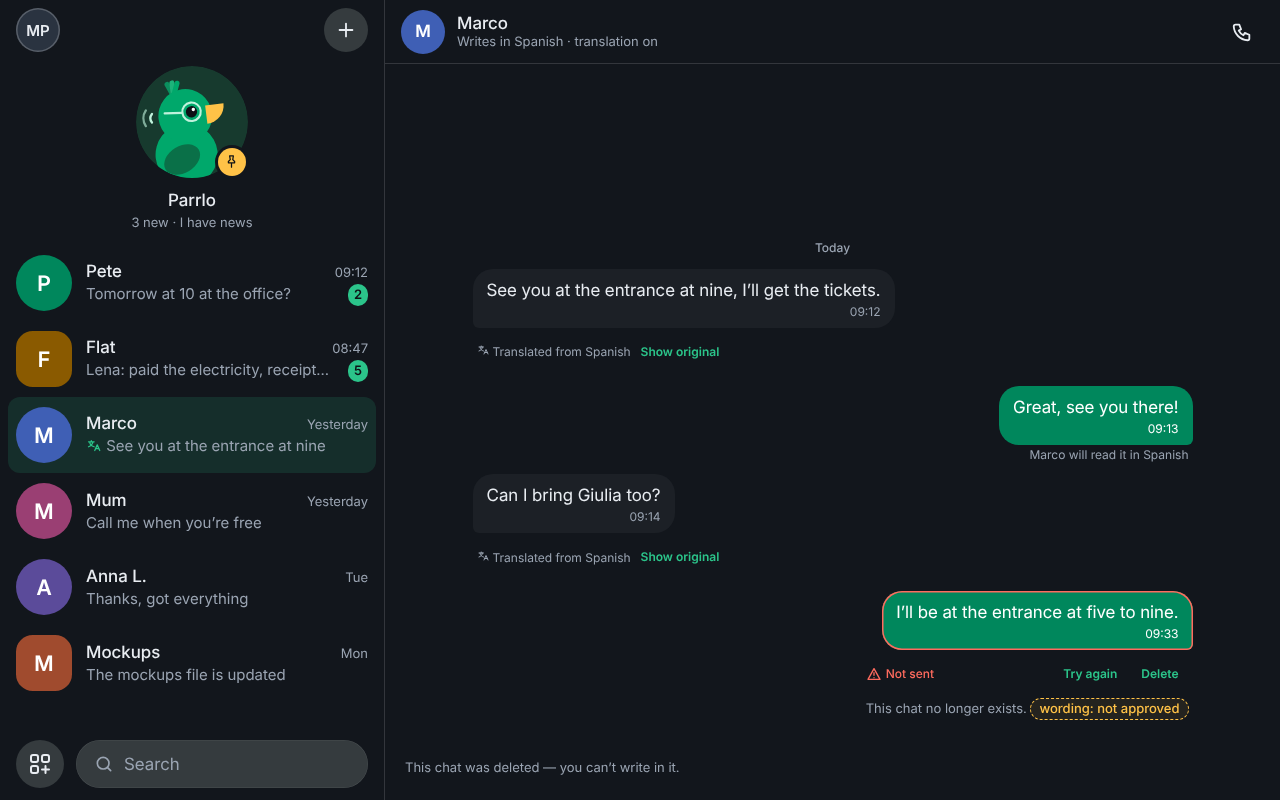 MP
Parrlo
3 new · I have news
P
Pete
09:12
Tomorrow at 10 at the office?
2
F
Flat
08:47
Lena: paid the electricity, receipt…
5
M
Marco
Yesterday
See you at the entrance at nine
M
Mum
Yesterday
Call me when you’re free
A
Anna L.
Tue
Thanks, got everything
M
Mockups
Mon
The mockups file is updated
Search
M
Marco
Writes in Spanish · translation on
Today
See you at the entrance at nine, I’ll get the tickets.
09:12
Translated from Spanish Show original
Great, see you there!
09:13
Marco will read it in Spanish
Can I bring Giulia too?
09:14
Translated from Spanish Show original
I’ll be at the entrance at five to nine.
09:33
Not sent Try again Delete
This chat no longer exists. wording: not approved
This chat was deleted — you can’t write in it.